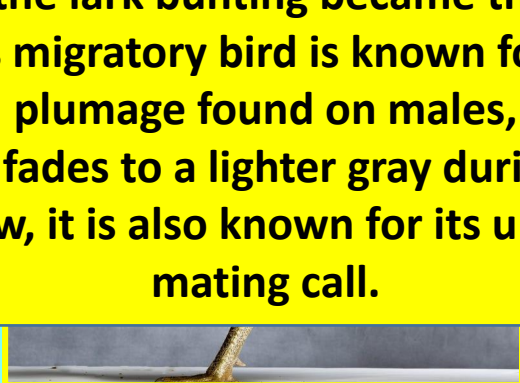 the lark bunting became
migratory bird is known
plumage found on males,
fades to a lighter gray
it is also known for its
mating call.